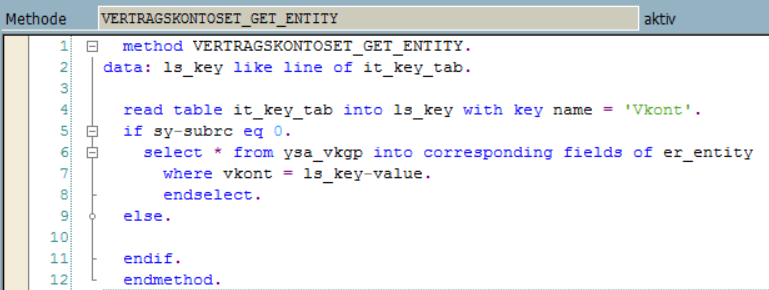 Methode VERTRAGSKONTOSET_GET_ENTITY aktiv
1 method VERTRAGSKONTOSET_GET_ENTITY.
2 data: ls_key like line of it_key_tab.
3
4 read table it_key_tab into ls_key with key name = 'Vkont'.
5 if sy-subrc eq 0.
6 select * from ysa_vkgp into corresponding fields of er_entity
7 where vkont = ls_key-value.
8 endselect.
9 else.
10
11 endif.
12 endmethod.